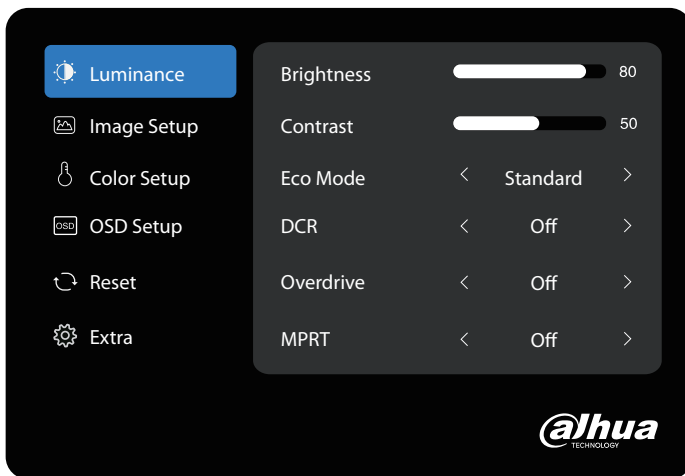 Luminance
Image Setup
Color Setup
OSD OSD Setup
Reset
Extra
Brightness 80
Contrast 50
Eco Mode < Standard >
DCR < Off >
Overdrive < Off >
MPRT < Off >
alhua
TECHNOLOGY